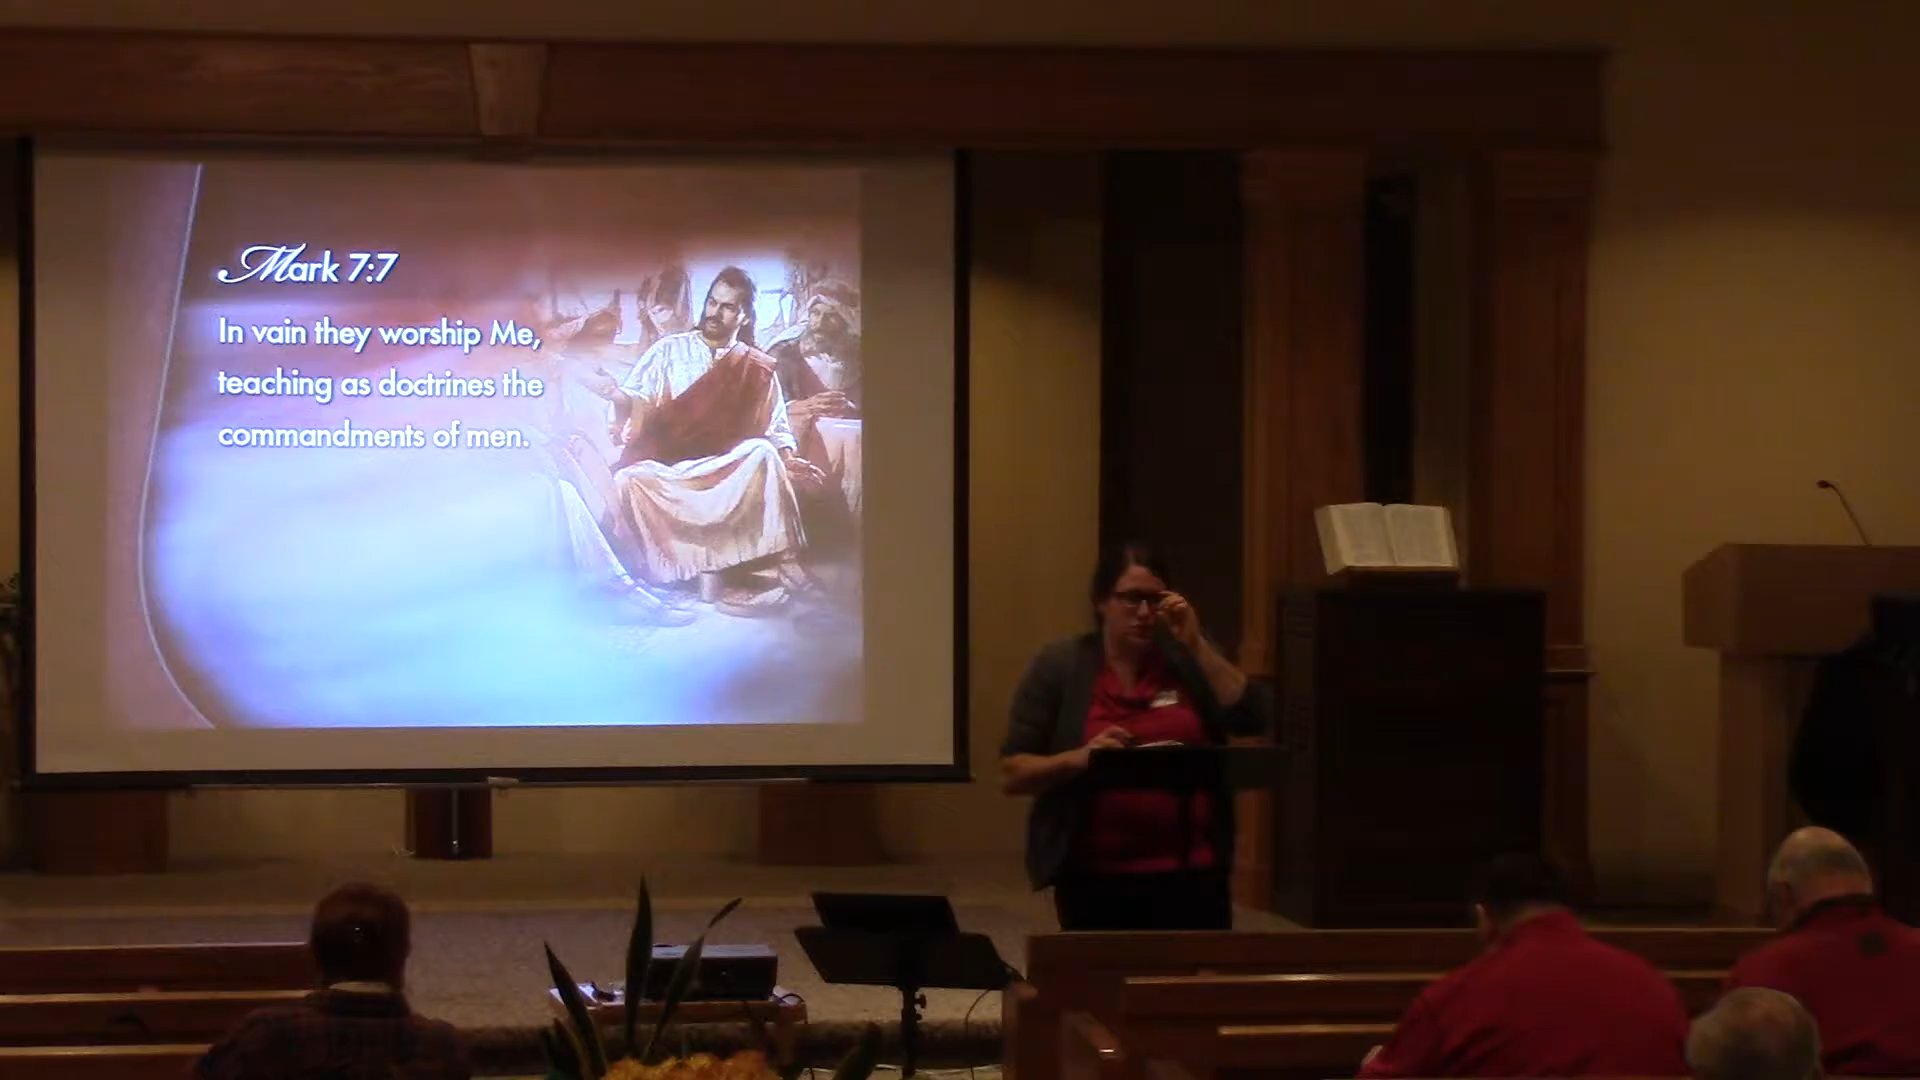 Mark 7:7
In vain they worship Me,
teaching as doctrines the
commandments of men.